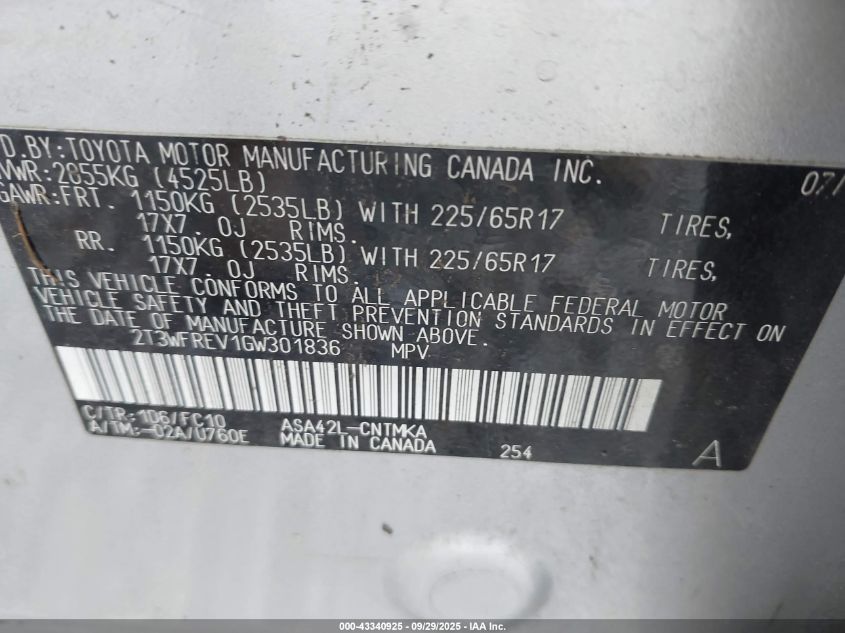 D. BY: TOYOTA MOTOR MANUFACTURING CANADA INC. 07/
VWR: 2055KG (4525LB)
GAWR: FRT. 1150KG (2535LB) WITH 225/65R17 TIRES,
17X7.0J RIMS.
RR. 1150KG (2535LB) WITH 225/65R17 TIRES,
17X7.0J RIMS.
THIS VEHICLE CONFORMS TO ALL APPLICABLE FEDERAL MOTOR
VEHICLE SAFETY AND THEFT PREVENTION STANDARDS IN EFFECT ON
THE DATE OF MANUFACTURE SHOWN ABOVE.
2T3WFREV1GW301836 MPV
C/TR: 1D6/FC10 ASA42L-CNTMKA
A/TM: -02A/U760E MADE IN CANADA 254 A
000-43340925 - 09/29/2025 - IAA Inc.